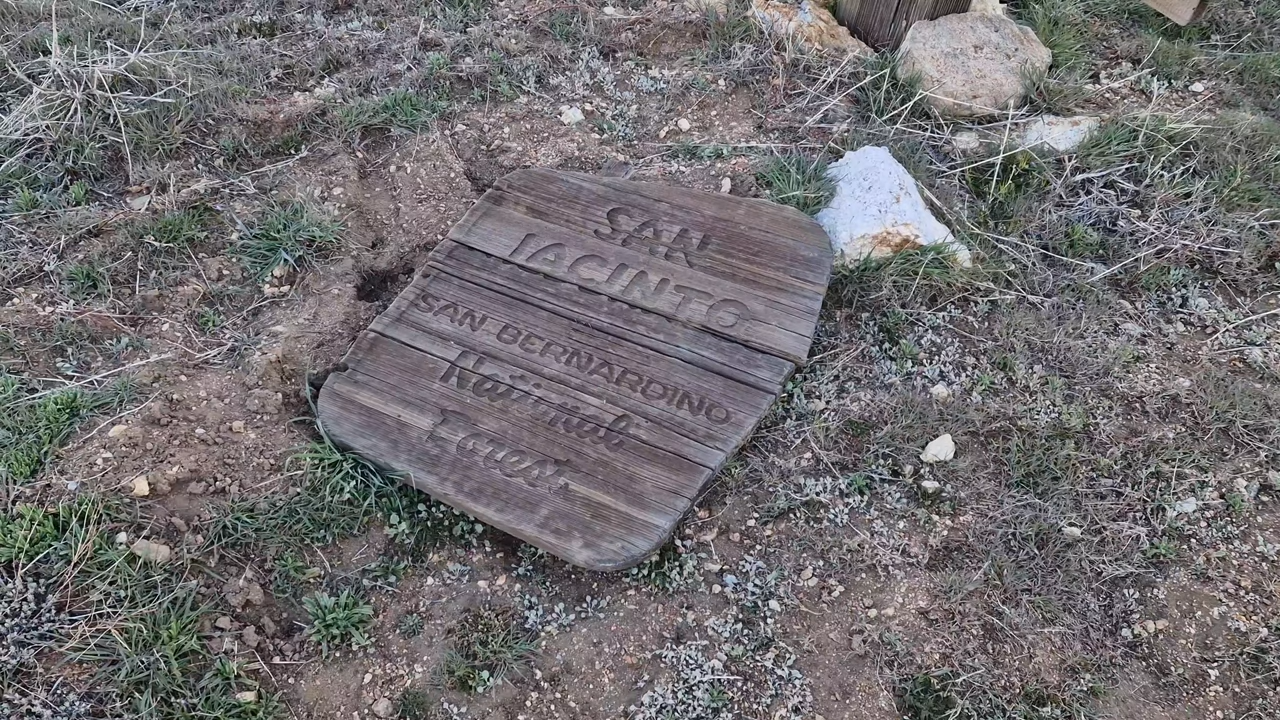 SAN
JACINTO
SAN BERNARDINO
National
Forest